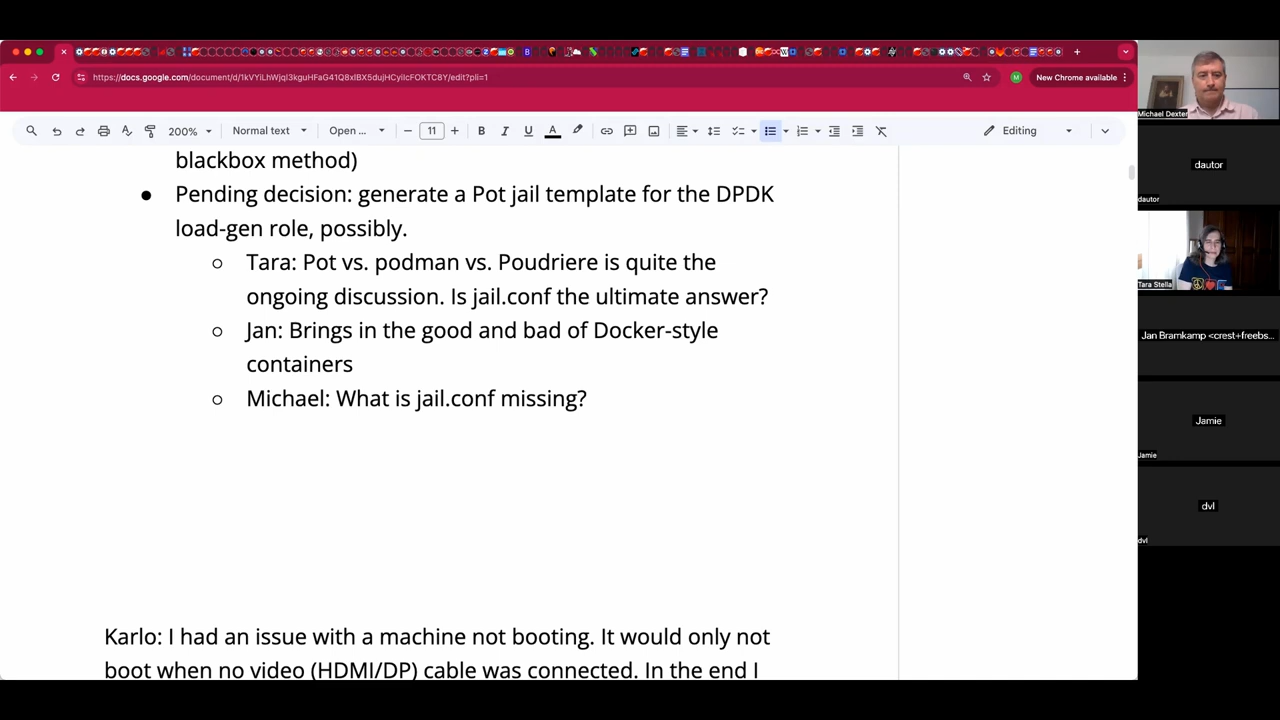 https://docs.google.com/document/d/1kVYiLhWjqI3kguHFaG41Q8xlBX5dujHCyiIcFOKTC8Y/edit?pli=1
M
New Chrome available
200%
Normal text
Open ...
11
B
I
U
A
Editing
blackbox method)
● Pending decision: generate a Pot jail template for the DPDK
load-gen role, possibly.
○ Tara: Pot vs. podman vs. Poudriere is quite the
ongoing discussion. Is jail.conf the ultimate answer?
○ Jan: Brings in the good and bad of Docker-style
containers
○ Michael: What is jail.conf missing?
Karlo: I had an issue with a machine not booting. It would only not
boot when no video (HDMI/DP) cable was connected. In the end I
Michael Dexter
dautor
dautor
Tara Stella
Jan Bramkamp <crest+freebs...
Jamie
Jamie
dvl
dvl